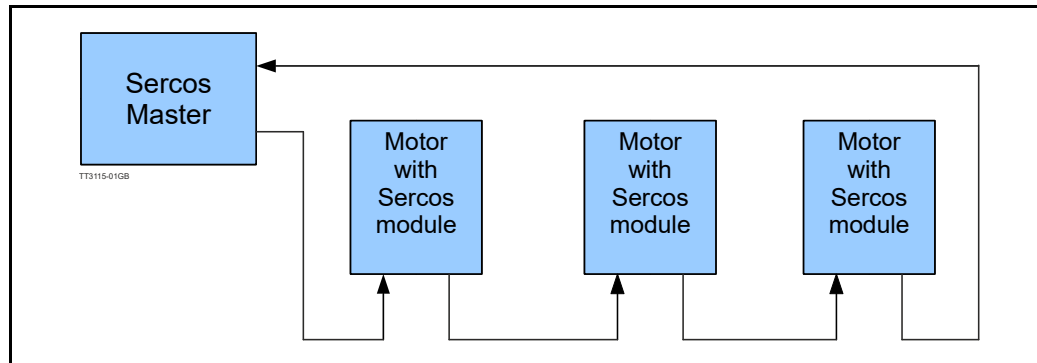 Sercos
Master
TT3115-01GB
Motor
with
Sercos
module
Motor
with
Sercos
module
Motor
with
Sercos
module